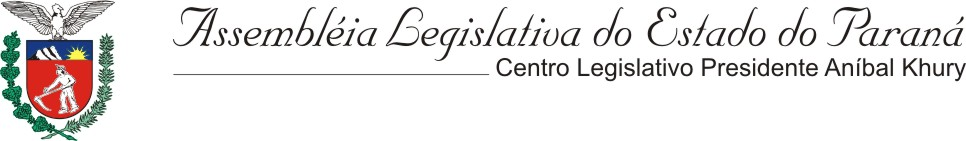 Assembléia Legislativa do Estado do Paraná
Centro Legislativo Presidente Aníbal Khury